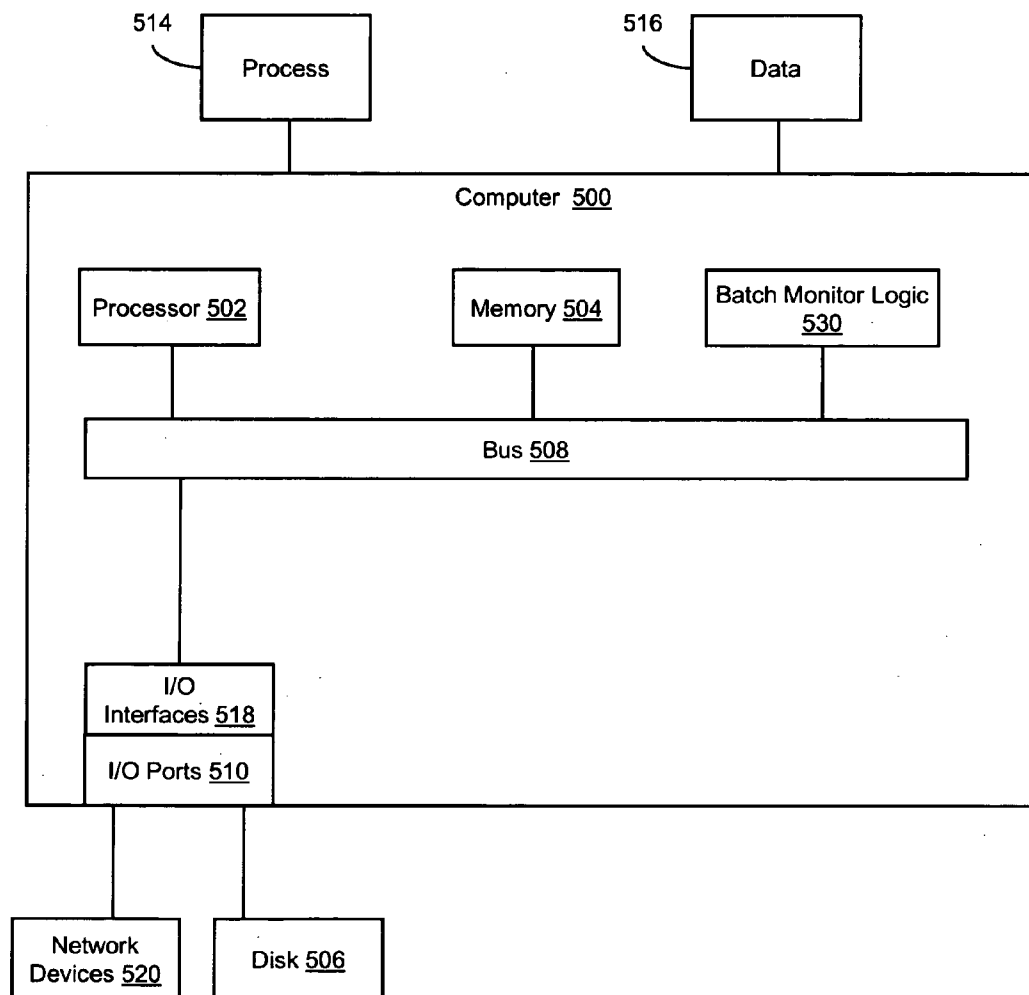 514
Process
516
Data
Computer 500
Processor 502
Memory 504
Batch Monitor Logic
530
Bus 508
I/O
Interfaces 518
I/O Ports 510
Network
Devices 520
Disk 506